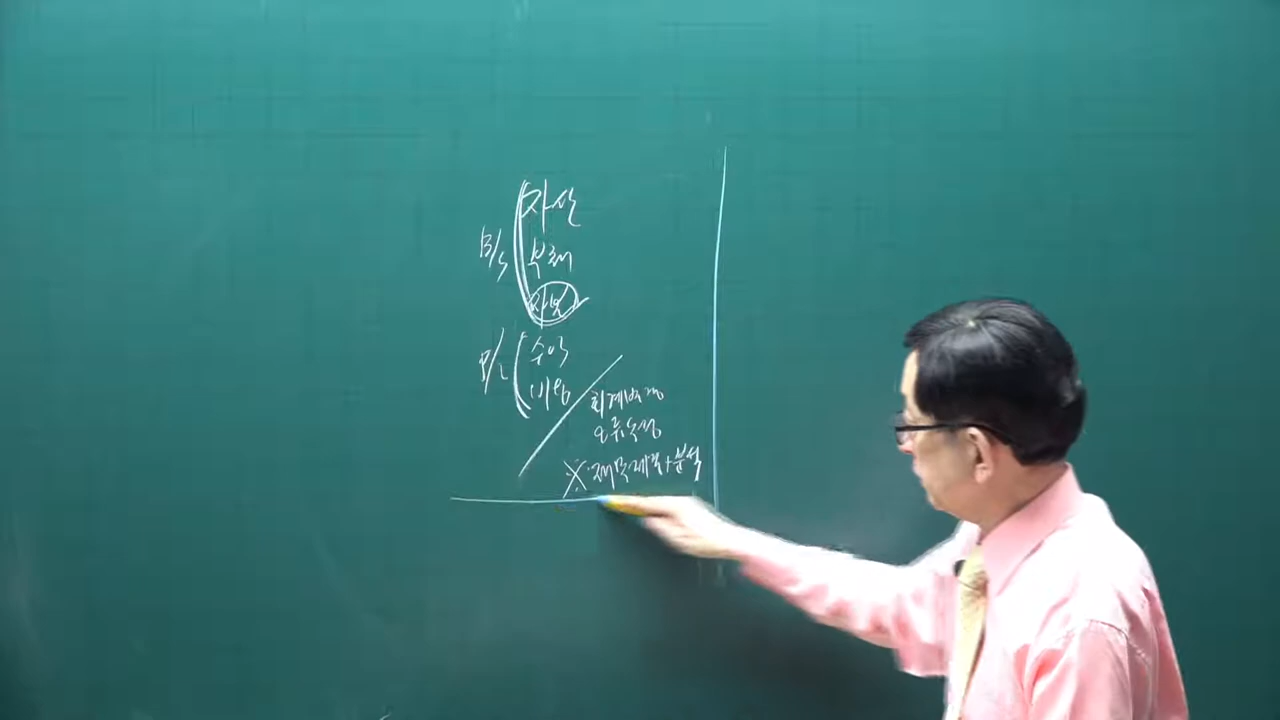 B/S
자산
부채
자본
P/L
수익
비용
회계변경
오류수정
※ 재무제표+분석